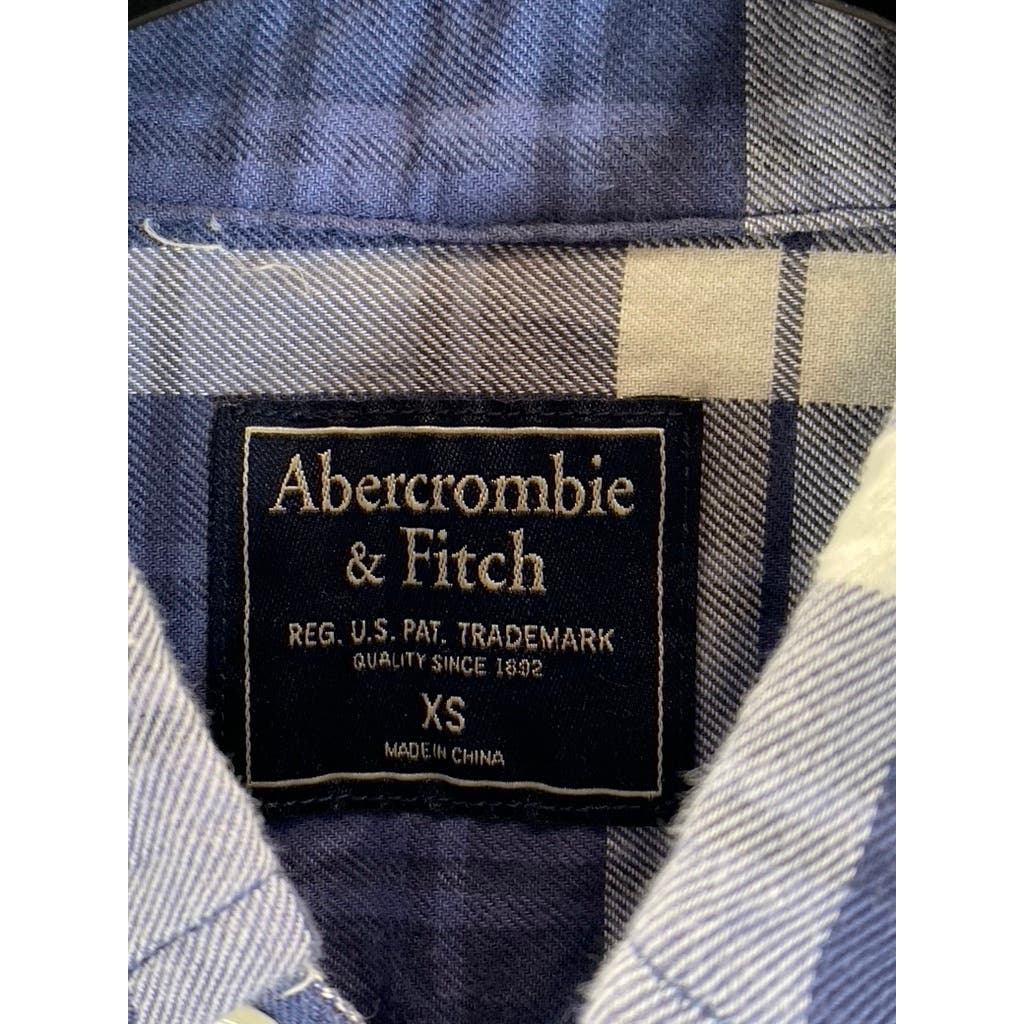 Abercrombie
& Fitch
REG. U.S. PAT. TRADEMARK
QUALITY SINCE 1892
XS
MADE IN CHINA